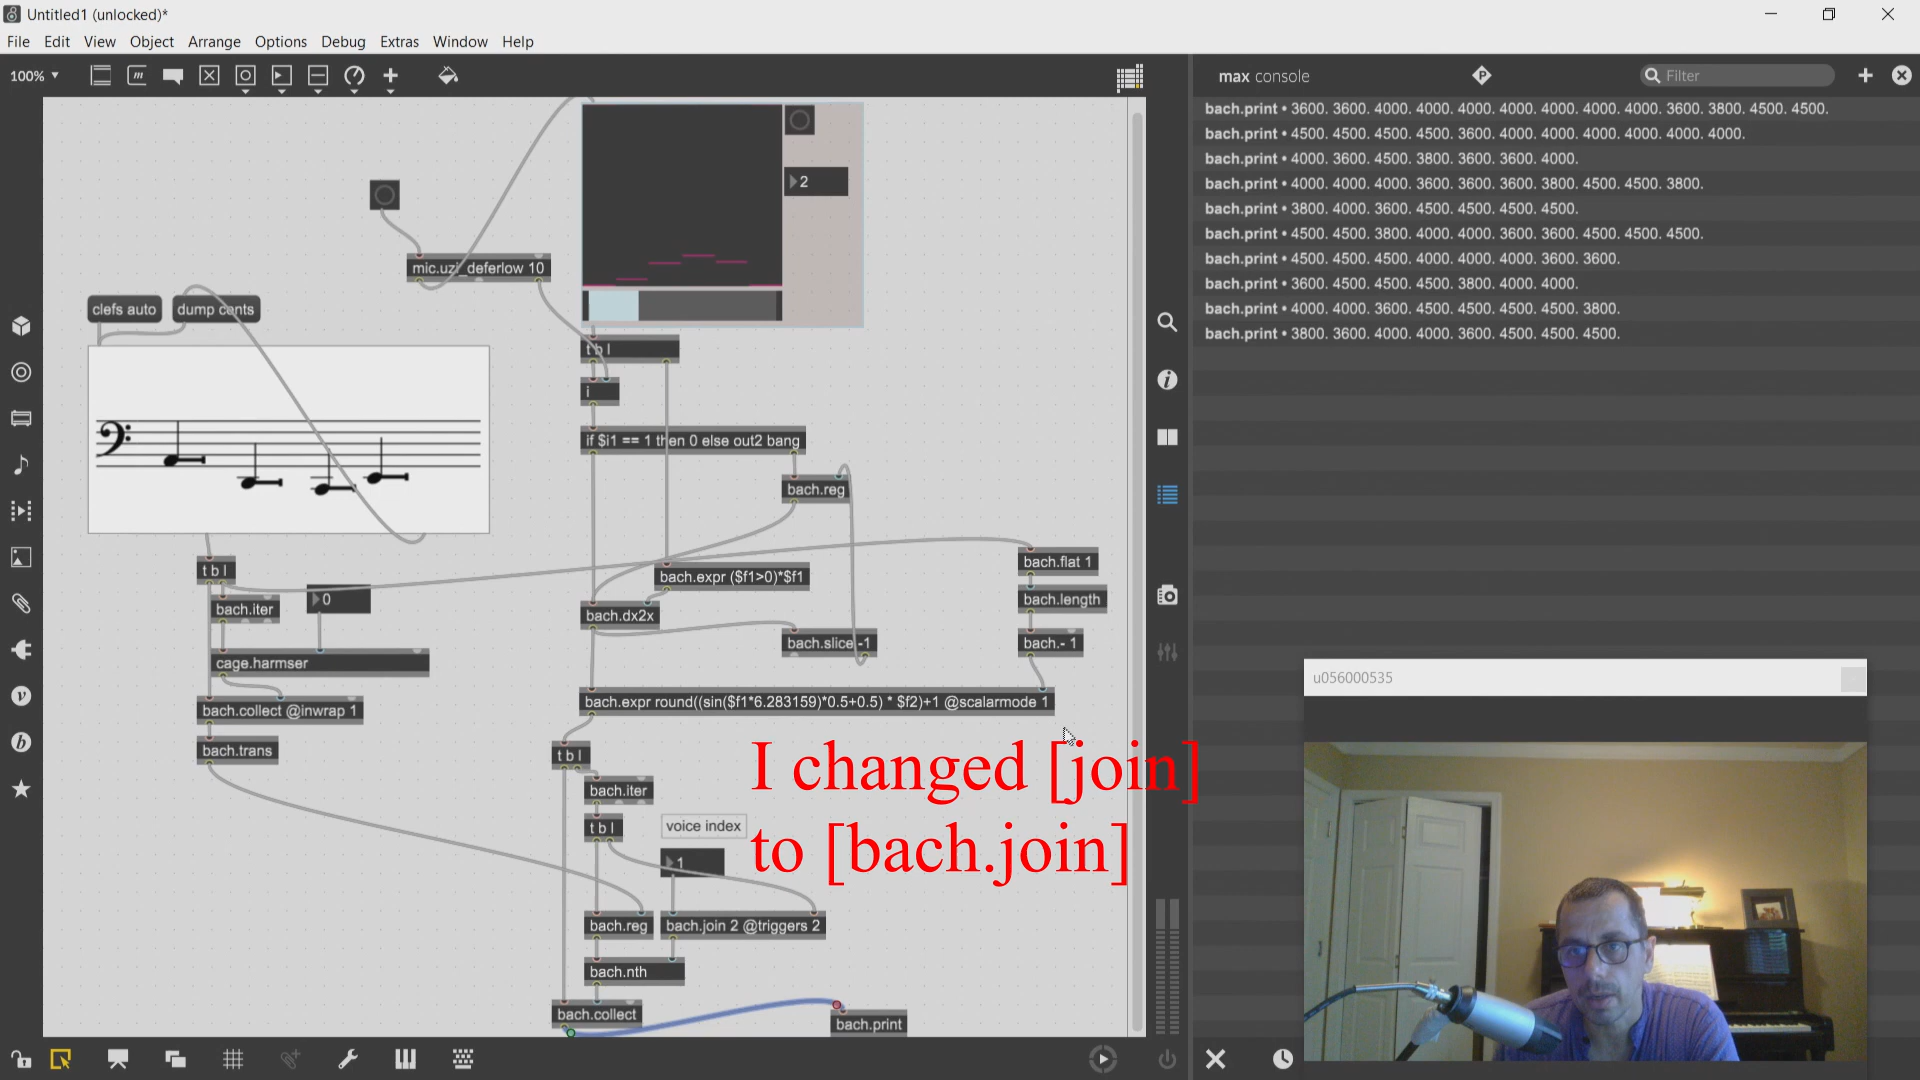 Untitled1 (unlocked)*
File Edit View Object Arrange Options Debug Extras Window Help
100%
m
max console
Filter
bach.print • 3600. 3600. 4000. 4000. 4000. 4000. 4000. 4000. 4000. 3600. 3800. 4500. 4500.
bach.print • 4500. 4500. 4500. 4500. 3600. 4000. 4000. 4000. 4000. 4000. 4000.
bach.print • 4000. 3600. 4500. 3800. 3600. 3600. 4000.
bach.print • 4000. 4000. 4000. 3600. 3600. 3600. 3800. 4500. 4500. 3800.
bach.print • 3800. 4000. 3600. 4500. 4500. 4500. 4500.
bach.print • 4500. 4500. 3800. 4000. 4000. 3600. 3600. 4500. 4500. 4500.
bach.print • 4500. 4500. 4500. 4000. 4000. 4000. 3600. 3600.
bach.print • 3600. 4500. 4500. 3800. 4000. 4000.
bach.print • 4000. 4000. 3600. 4500. 4500. 4500. 4500. 3800.
bach.print • 3800. 3600. 4000. 4000. 3600. 4500. 4500. 4500.
2
mic.uzi_deferlow 10
clefs auto
dump conts
t b l
i
if $i1 == 1 then 0 else out2 bang
bach.reg
bach.flat 1
t b l
bach.expr ($f1>0)*$f1
bach.iter
0
bach.length
bach.dx2x
bach.slice -1
bach.- 1
cage.harmser
bach.collect @inwrap 1
bach.expr round((sin($f1*6.283159)*0.5+0.5) * $f2)+1 @scalarmode 1
bach.trans
t b l
bach.iter
t b l
voice index
1
bach.reg
bach.join 2 @triggers 2
bach.nth
bach.collect
bach.print
I changed [join]
to [bach.join]
u056000535